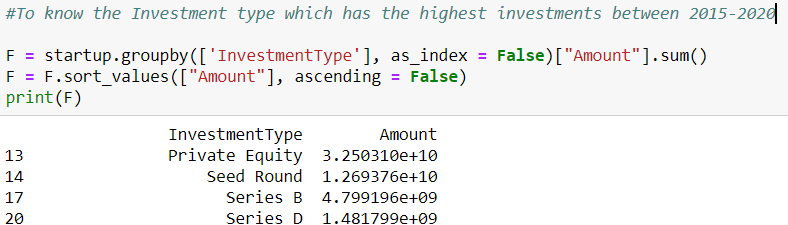 #To know the Investment type which has the highest investments between 2015-2020
F = startup.groupby(['InvestmentType'], as_index = False)["Amount"].sum()
F = F.sort_values(["Amount"], ascending = False)
print(F)
InvestmentType Amount
13 Private Equity 3.250310e+10
14 Seed Round 1.269376e+10
17 Series B 4.799196e+09
20 Series D 1.481799e+09